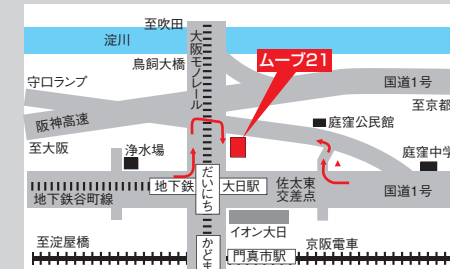 至吹田
淀川
大阪モノレール
鳥飼大橋
ムーブ21
守口ランプ
国道1号
至京都
阪神高速
庭窪公民館
至大阪
浄水場
庭窪中学
地下鉄
だいにち
大日駅
佐太東
交差点
国道1号
地下鉄谷町線
イオン大日
至淀屋橋
かどま
京阪電車
門真市駅